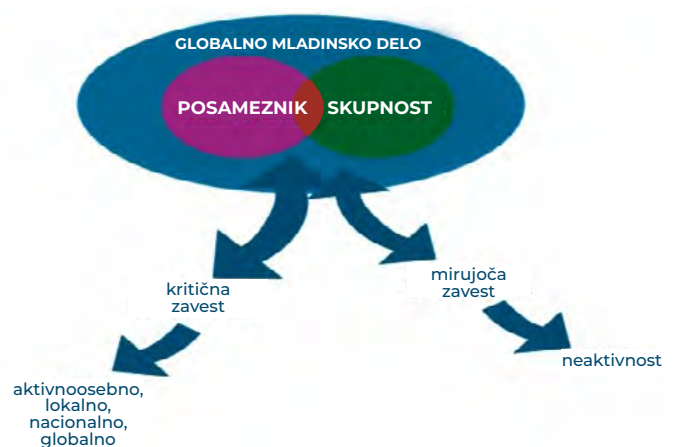 GLOBALNO MLADINSKO DELO
POSAMEZNIK
SKUPNOST
kritična
zavest
mirujoča
zavest
aktivnoosebno,
lokalno,
nacionalno,
globalno
neaktivnost